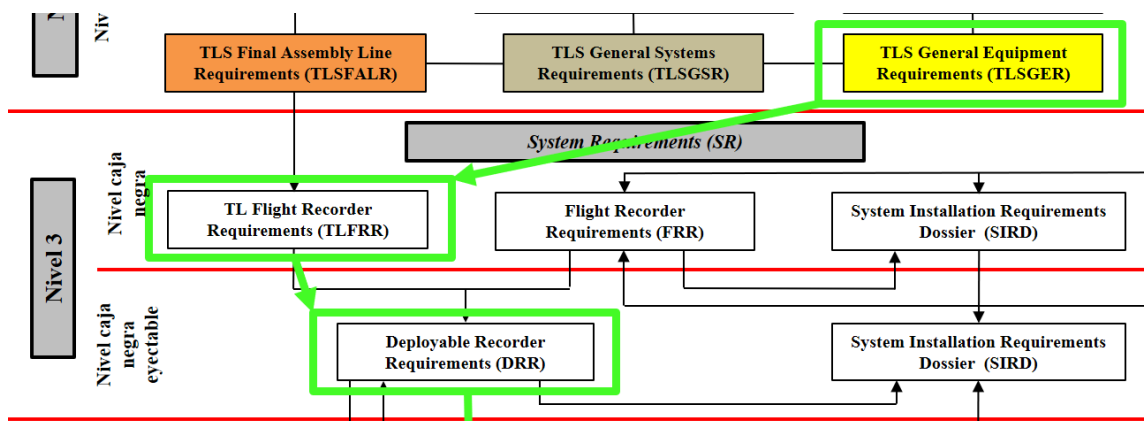 N
Niv
TLS Final Assembly Line
Requirements (TLSFALR)
TLS General Systems
Requirements (TLSGSR)
TLS General Equipment
Requirements (TLSGER)
System Requirements (SR)
Nivel 3
Nivel caja
negra
TL Flight Recorder
Requirements (TLFRR)
Flight Recorder
Requirements (FRR)
System Installation Requirements
Dossier (SIRD)
Nivel caja
negra
eyectable
Deployable Recorder
Requirements (DRR)
System Installation Requirements
Dossier (SIRD)